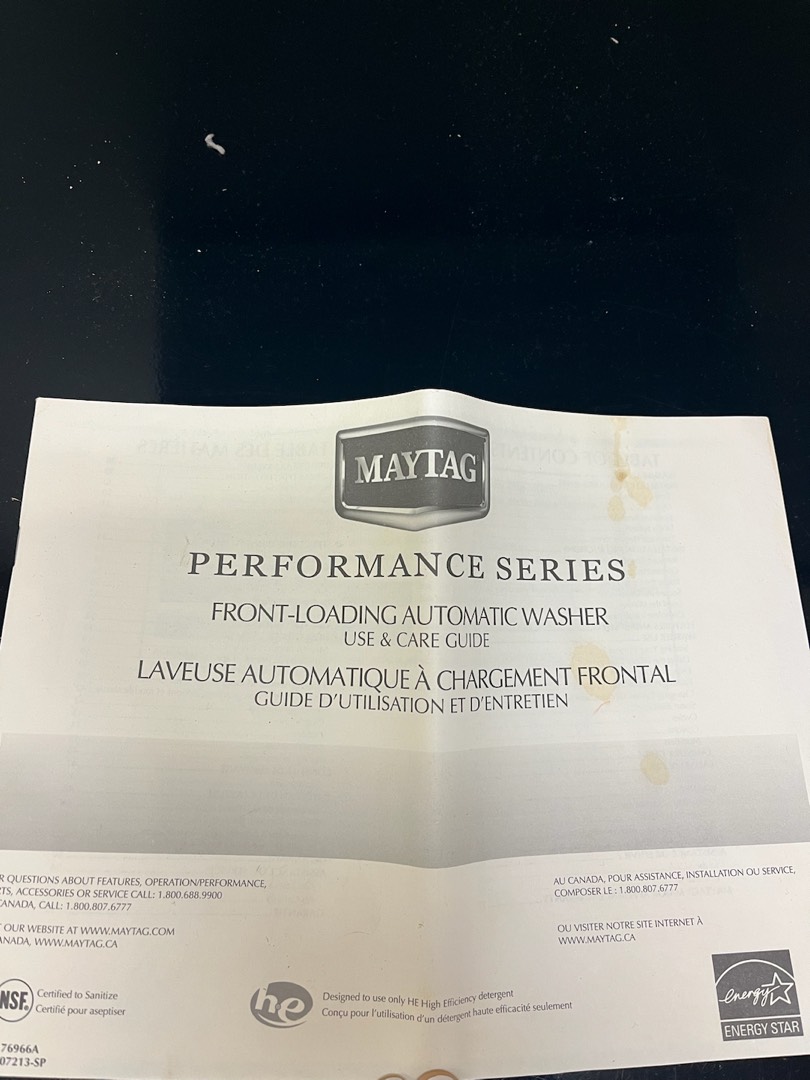 MAYTAG
PERFORMANCE SERIES
FRONT-LOADING AUTOMATIC WASHER
USE & CARE GUIDE
LAVEUSE AUTOMATIQUE À CHARGEMENT FRONTAL
GUIDE D'UTILISATION ET D'ENTRETIEN
R QUESTIONS ABOUT FEATURES, OPERATION/PERFORMANCE,
TS, ACCESSORIES OR SERVICE CALL: 1.800.688.9900
ANADA, CALL: 1.800.807.6777
OUR WEBSITE AT WWW.MAYTAG.COM
ANADA, WWW.MAYTAG.CA
AU CANADA, POUR ASSISTANCE, INSTALLATION OU SERVICE,
COMPOSER LE : 1.800.807.6777
OU VISITER NOTRE SITE INTERNET À
WWW.MAYTAG.CA
NSF.
Certified to Sanitize
Certifié pour aseptiser
he
Designed to use only HE High Efficiency detergent
Conçu pour l'utilisation d'un détergent haute efficacité seulement
energy
ENERGY STAR
76966A
07213-SP